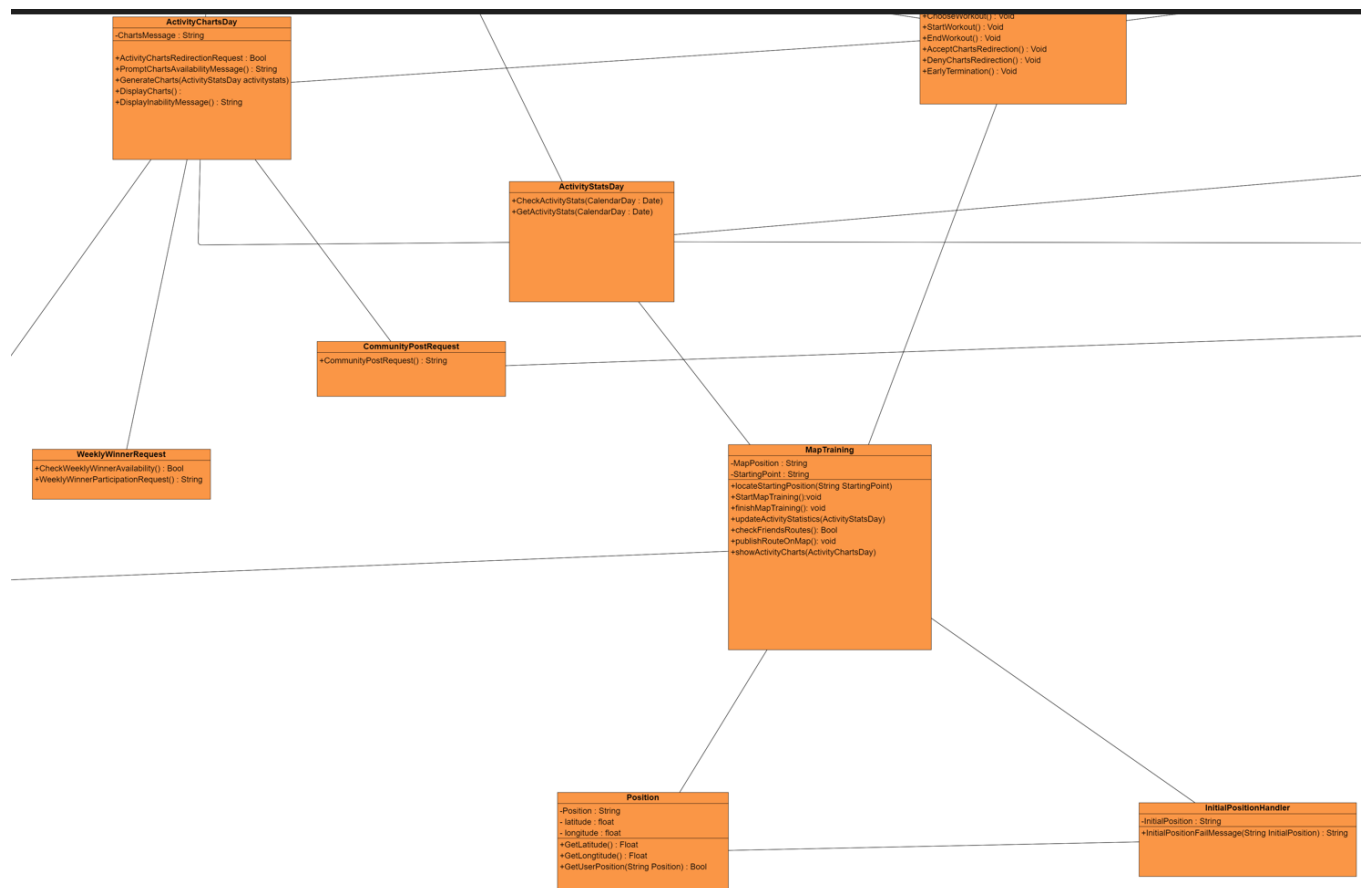 ActivityChartsDay
-ChartsMessage : String
+ActivityChartsRedirectionRequest : Bool
+PromptChartsAvailabilityMessage() : String
+GenerateCharts(ActivityStatsDay activitystats)
+DisplayCharts() :
+DisplayInabilityMessage() : String
+ChooseWorkout() : Void
+StartWorkout() : Void
+EndWorkout() : Void
+AcceptChartsRedirection() : Void
+DenyChartsRedirection() : Void
+EarlyTermination() : Void
ActivityStatsDay
+CheckActivityStats(CalendarDay : Date)
+GetActivityStats(CalendarDay : Date)
CommunityPostRequest
+CommunityPostRequest() : String
WeeklyWinnerRequest
+CheckWeeklyWinnerAvailability() : Bool
+WeeklyWinnerParticipationRequest() : String
MapTraining
-MapPosition : String
-StartingPoint : String
+locateStartingPosition(String StartingPoint)
+StartMapTraining():void
+finishMapTraining(): void
+updateActivityStatistics(ActivityStatsDay)
+checkFriendsRoutes(): Bool
+publishRouteOnMap(): void
+showActivityCharts(ActivityChartsDay)
Position
-Position : String
- latitude : float
- longitude : float
+GetLatitude() : Float
+GetLongtitude() : Float
+GetUserPosition(String Position) : Bool
InitialPositionHandler
-InitialPosition : String
+InitialPositionFailMessage(String InitialPosition) : String